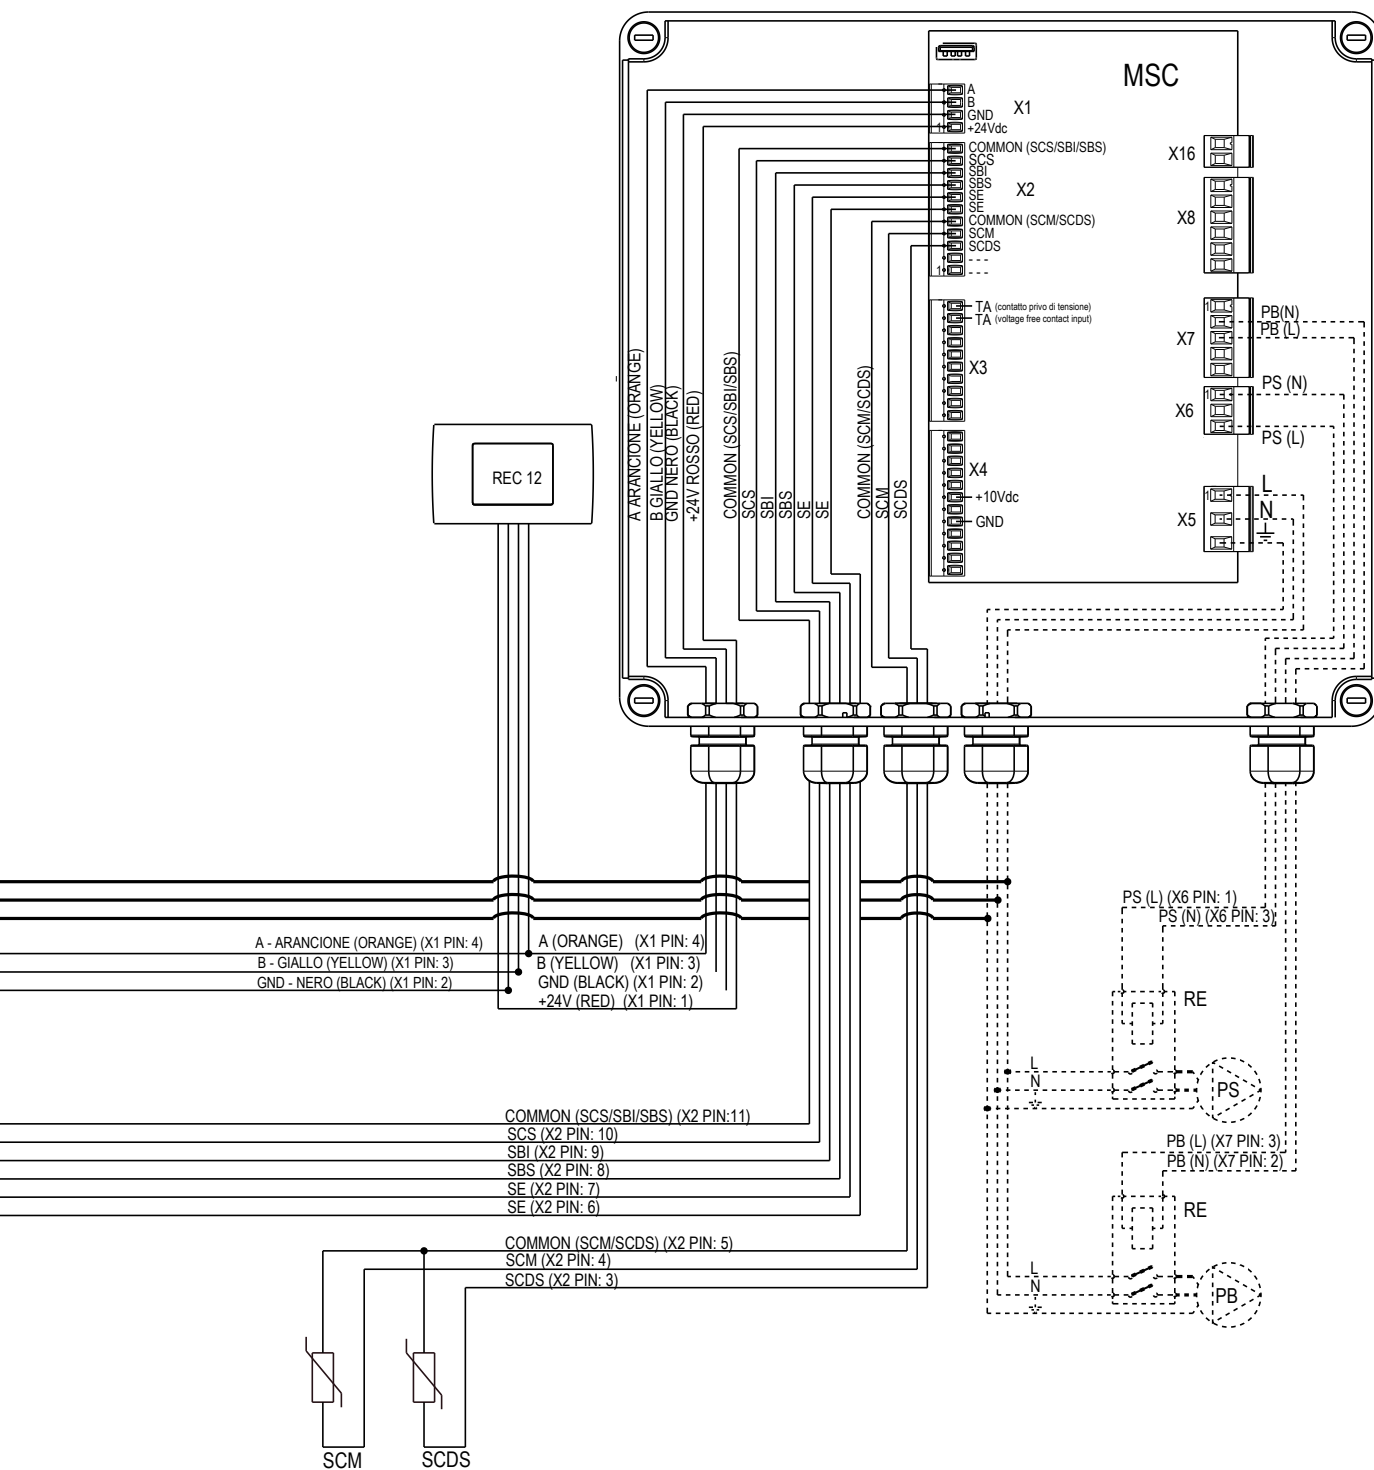 MSC
A
B
GND
+24Vdc
1
X1
COMMON (SCS/SBI/SBS)
SCS
SBI
SBS
SE
SE
COMMON (SCM/SCDS)
SCM
SCDS
---
---
1
X2
TA (contatto privo di tensione)
TA (voltage free contact input)
X3
X4
+10Vdc
GND
X16
X8
X7
1
PB(N)
PB (L)
X6
1
PS (N)
PS (L)
X5
1
L
N
A ARANCIONE (ORANGE)
B GIALLO (YELLOW)
GND NERO (BLACK)
+24V ROSSO (RED)
COMMON (SCS/SBI/SBS)
SCS
SBI
SBS
SE
SE
COMMON (SCM/SCDS)
SCM
SCDS
REC 12
A - ARANCIONE (ORANGE) (X1 PIN: 4)
B - GIALLO (YELLOW) (X1 PIN: 3)
GND - NERO (BLACK) (X1 PIN: 2)
A (ORANGE) (X1 PIN: 4)
B (YELLOW) (X1 PIN: 3)
GND (BLACK) (X1 PIN: 2)
+24V (RED) (X1 PIN: 1)
PS (L) (X6 PIN: 1)
PS (N) (X6 PIN: 3)
RE
L
N
PS
COMMON (SCS/SBI/SBS) (X2 PIN:11)
SCS (X2 PIN: 10)
SBI (X2 PIN: 9)
SBS (X2 PIN: 8)
SE (X2 PIN: 7)
SE (X2 PIN: 6)
PB (L) (X7 PIN: 3)
PB (N) (X7 PIN: 2)
RE
L
N
PB
COMMON (SCM/SCDS) (X2 PIN: 5)
SCM (X2 PIN: 4)
SCDS (X2 PIN: 3)
SCM
SCDS